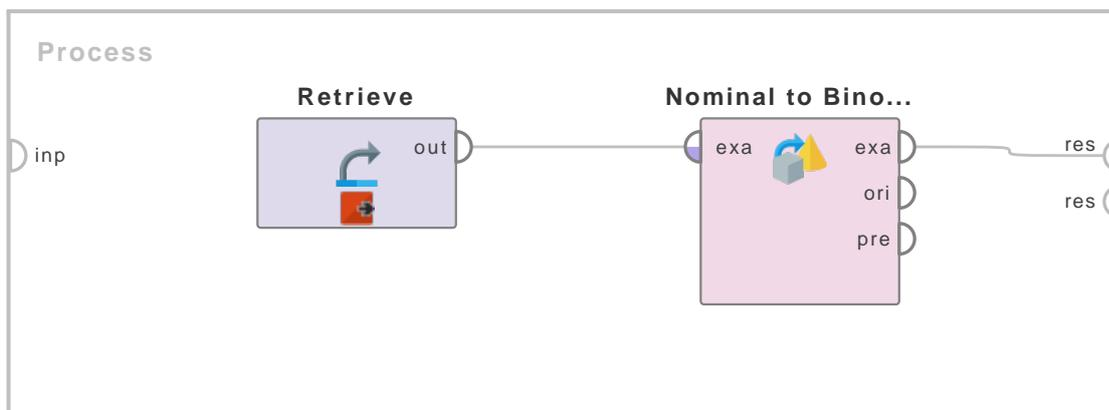 Process
Retrieve
Nominal to Bino...
inp
out
exa
exa
res
ori
res
pre